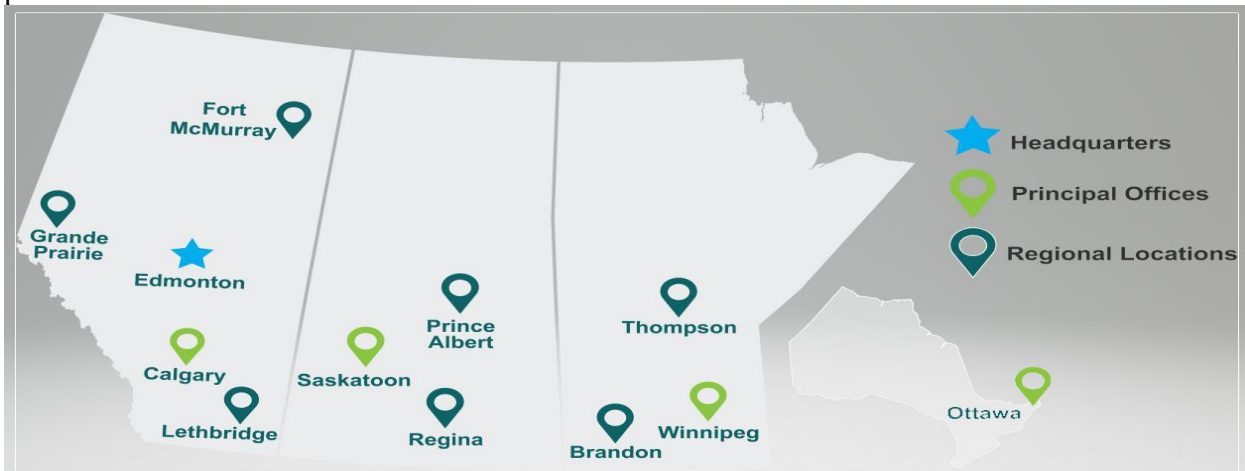 Fort
McMurray
Headquarters
Principal Offices
Grande
Prairie
Regional Locations
Edmonton
Prince
Albert
Thompson
Calgary
Saskatoon
Ottawa
Lethbridge
Regina
Brandon
Winnipeg